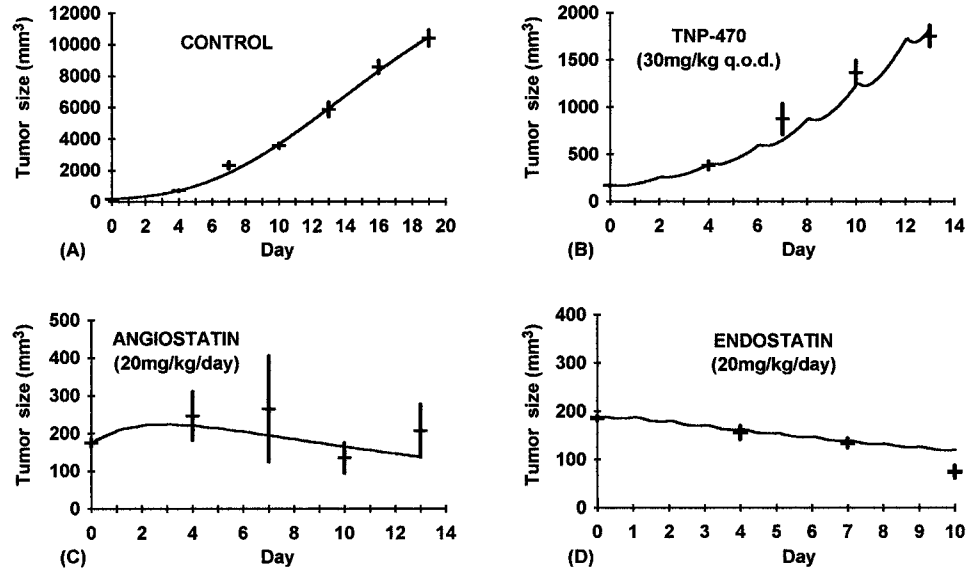 CONTROL
Tumor size (mm³)
12000
10000
8000
6000
4000
2000
0
0 2 4 6 8 10 12 14 16 18 20
Day
(A)
TNP-470
(30mg/kg q.o.d.)
Tumor size (mm³)
2000
1500
1000
500
0
0 2 4 6 8 10 12 14
Day
(B)
ANGIOSTATIN
(20mg/kg/day)
Tumor size (mm³)
500
400
300
200
100
0
0 2 4 6 8 10 12 14
Day
(C)
ENDOSTATIN
(20mg/kg/day)
Tumor size (mm³)
400
300
200
100
0
0 1 2 3 4 5 6 7 8 9 10
Day
(D)